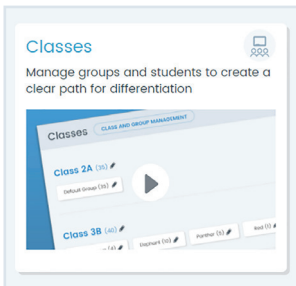 Classes
Manage groups and students to create a
clear path for differentiation
Classes CLASS AND GROUP MANAGEMENT
Class 2A (35)
Default Group (35)
Class 3B (40)
Elephant (10) Panther (5) Red (1)